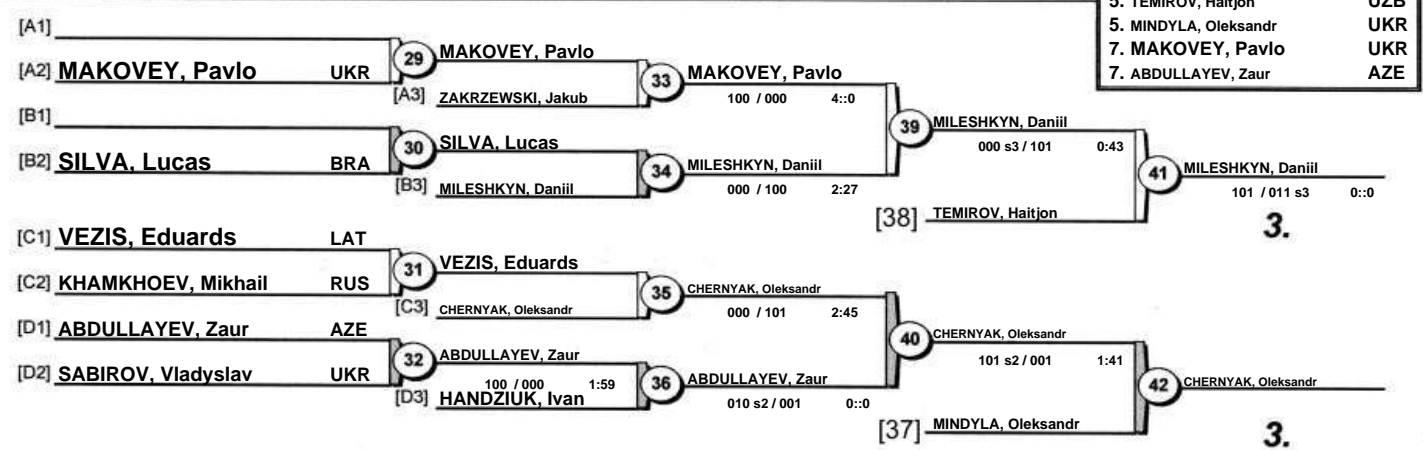 5. TEMIROV, Haitjon UZB
5. MINDYLA, Oleksandr UKR
7. MAKOVEY, Pavlo UKR
7. ABDULLAYEV, Zaur AZE
[A1]
[A2] MAKOVEY, Pavlo UKR
29 MAKOVEY, Pavlo
[A3] ZAKRZEWSKI, Jakub
33 MAKOVEY, Pavlo
100 / 000 4::0
[B1]
[B2] SILVA, Lucas BRA
30 SILVA, Lucas
[B3] MILESHKYN, Daniil
34 MILESHKYN, Daniil
000 / 100 2:27
39 MILESHKYN, Daniil
000 s3 / 101 0:43
[38] TEMIROV, Haitjon
41 MILESHKYN, Daniil
101 / 011 s3 0::0
3.
[C1] VEZIS, Eduards LAT
[C2] KHAMKHOEV, Mikhail RUS
31 VEZIS, Eduards
[C3] CHERNYAK, Oleksandr
35 CHERNYAK, Oleksandr
000 / 101 2:45
[D1] ABDULLAYEV, Zaur AZE
[D2] SABIROV, Vladyslav UKR
32 ABDULLAYEV, Zaur
100 / 000 1:59
[D3] HANDZIUK, Ivan
36 ABDULLAYEV, Zaur
010 s2 / 001 0::0
40 CHERNYAK, Oleksandr
101 s2 / 001 1:41
[37] MINDYLA, Oleksandr
42 CHERNYAK, Oleksandr
3.